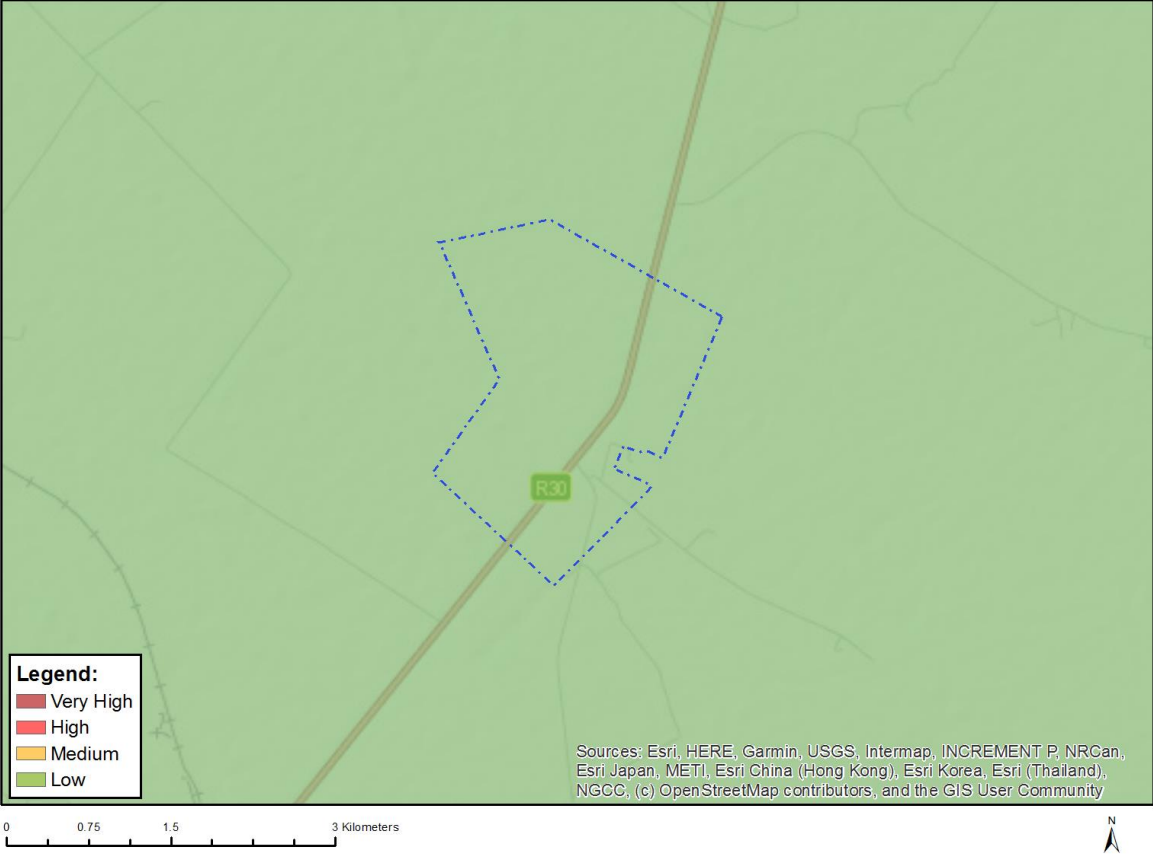 R30
Legend:
Very High
High
Medium
Low
Sources: Esri, HERE, Garmin, USGS, Intermap, INCREMENT P, NRCan,
Esri Japan, METI, Esri China (Hong Kong), Esri Korea, Esri (Thailand),
NGCC, (c) OpenStreetMap contributors, and the GIS User Community
0 0.75 1.5 3 Kilometers
N